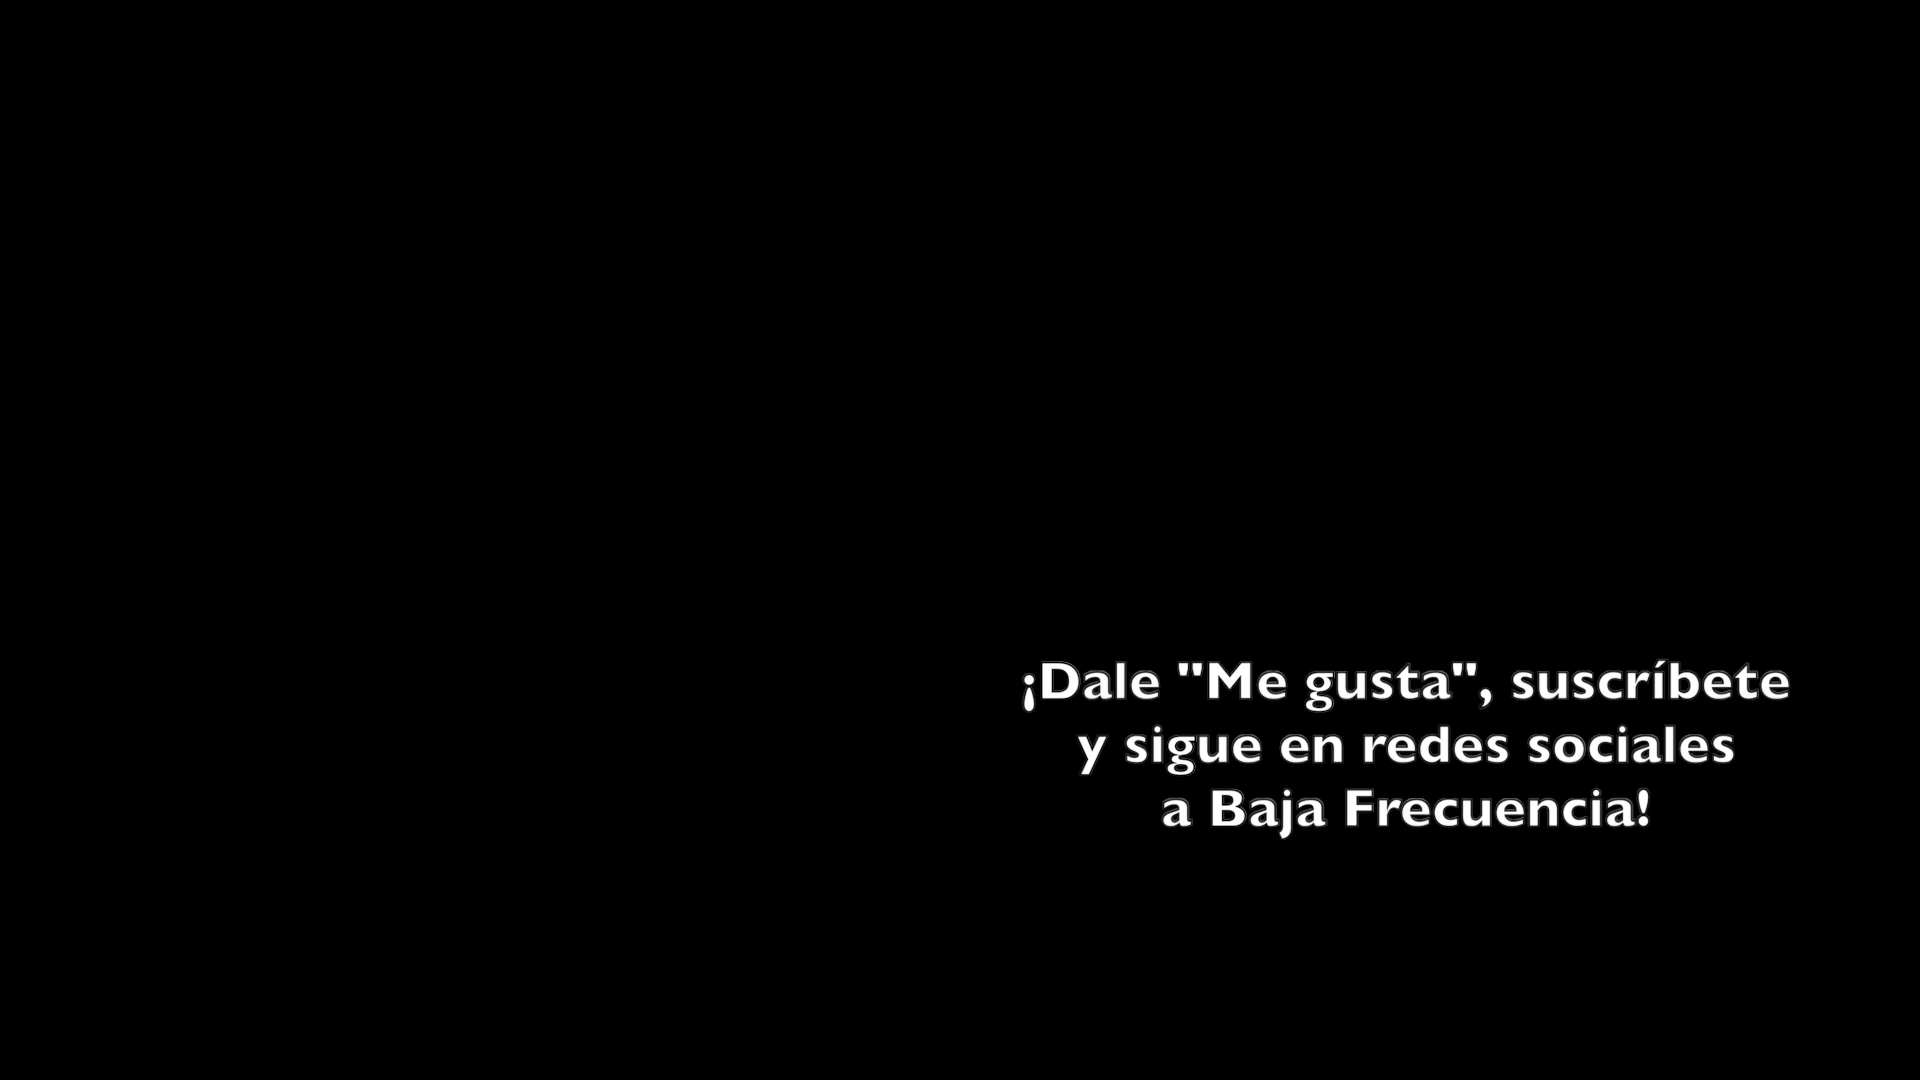 ¡Dale "Me gusta", suscríbete
y sigue en redes sociales
a Baja Frecuencia!